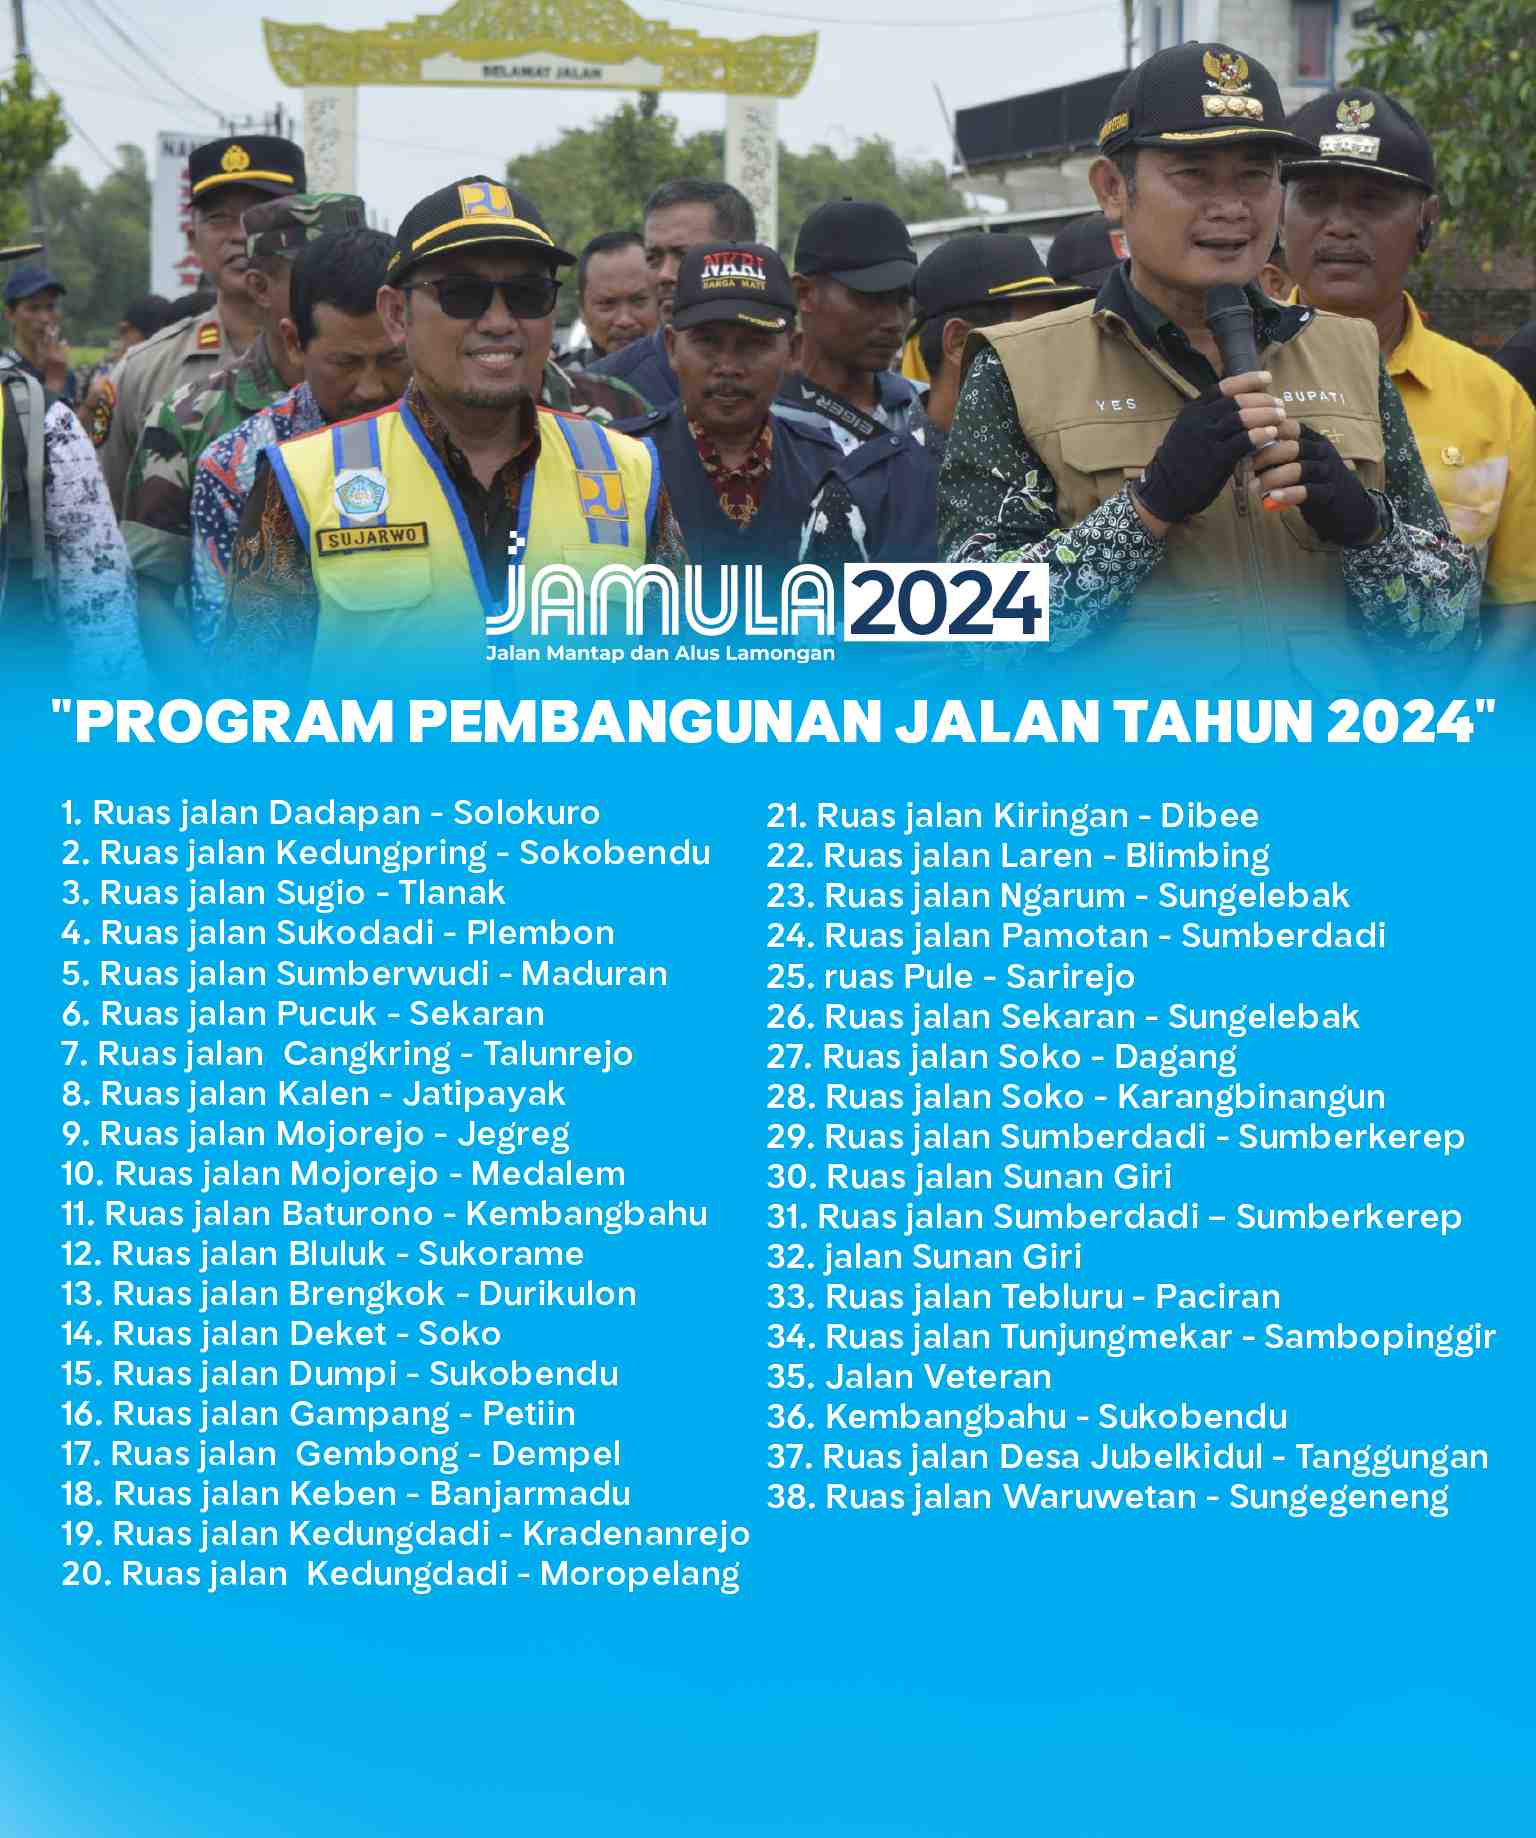 SELAMAT JALAN
NKRI
HARGA MATI
EIGER
YES
BUPATI
SUJARWO
JAMULA 2024
Jalan Mantap dan Alus Lamongan
"PROGRAM PEMBANGUNAN JALAN TAHUN 2024"
1. Ruas jalan Dadapan - Solokuro
2. Ruas jalan Kedungpring - Sokobendu
3. Ruas jalan Sugio - Tlanak
4. Ruas jalan Sukodadi - Plembon
5. Ruas jalan Sumberwudi - Maduran
6. Ruas jalan Pucuk - Sekaran
7. Ruas jalan  Cangkring - Talunrejo
8. Ruas jalan Kalen - Jatipayak
9. Ruas jalan Mojorejo - Jegreg
10. Ruas jalan Mojorejo - Medalem
11. Ruas jalan Baturono - Kembangbahu
12. Ruas jalan Bluluk - Sukorame
13. Ruas jalan Brengkok - Durikulon
14. Ruas jalan Deket - Soko
15. Ruas jalan Dumpi - Sukobendu
16. Ruas jalan Gampang - Petiin
17. Ruas jalan  Gembong - Dempel
18. Ruas jalan Keben - Banjarmadu
19. Ruas jalan Kedungdadi - Kradenanrejo
20. Ruas jalan  Kedungdadi - Moropelang
21. Ruas jalan Kiringan - Dibee
22. Ruas jalan Laren - Blimbing
23. Ruas jalan Ngarum - Sungelebak
24. Ruas jalan Pamotan - Sumberdadi
25. ruas Pule - Sarirejo
26. Ruas jalan Sekaran - Sungelebak
27. Ruas jalan Soko - Dagang
28. Ruas jalan Soko - Karangbinangun
29. Ruas jalan Sumberdadi - Sumberkerep
30. Ruas jalan Sunan Giri
31. Ruas jalan Sumberdadi – Sumberkerep
32. jalan Sunan Giri
33. Ruas jalan Tebluru - Paciran
34. Ruas jalan Tunjungmekar - Sambopinggir
35. Jalan Veteran
36. Kembangbahu - Sukobendu
37. Ruas jalan Desa Jubelkidul - Tanggungan
38. Ruas jalan Waruwetan - Sungegeneng